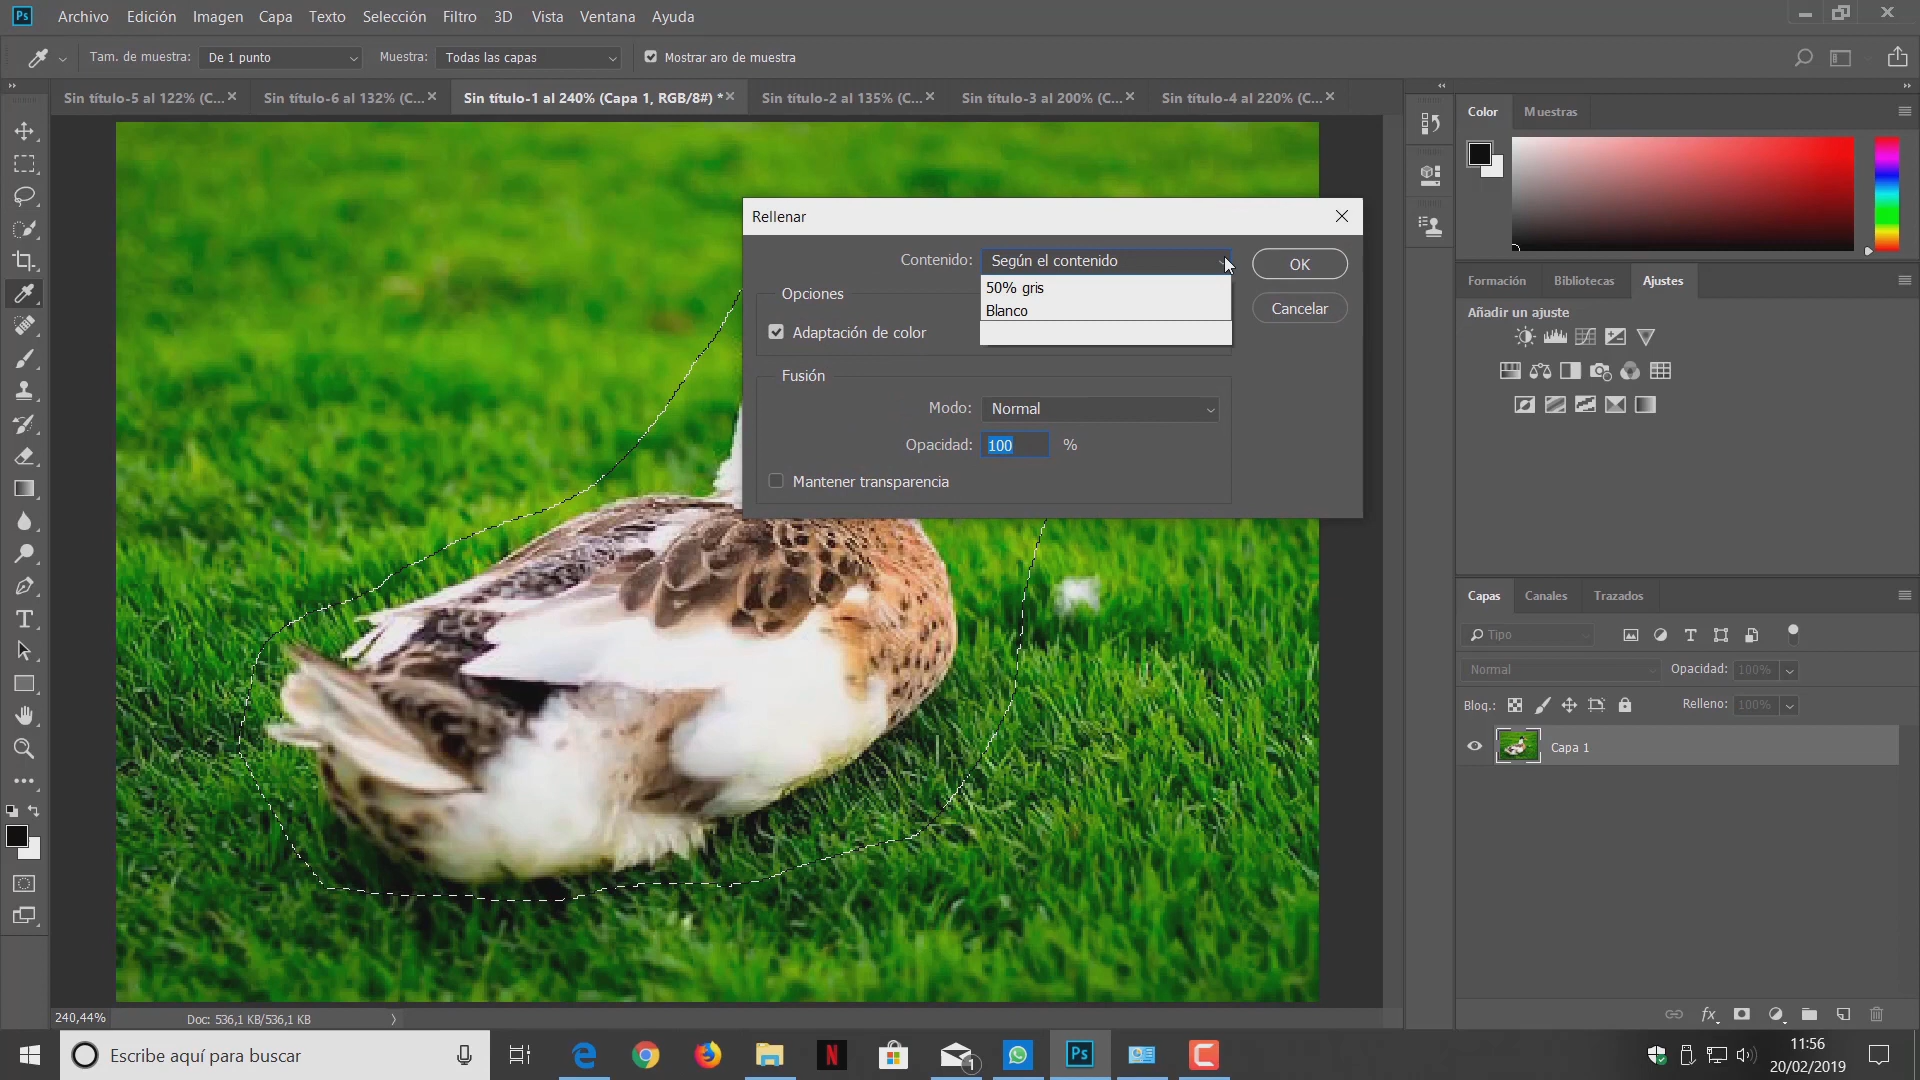 Ps Archivo Edición Imagen Capa Texto Selección Filtro 3D Vista Ventana Ayuda
Tam. de muestra: De 1 punto Muestra: Todas las capas Mostrar aro de muestra
Sin título-5 al 122% (C... Sin título-6 al 132% (C... Sin título-1 al 240% (Capa 1, RGB/8#) * Sin título-2 al 135% (C... Sin título-3 al 200% (C... Sin título-4 al 220% (C...
Color Muestras
Rellenar
Contenido: Según el contenido
OK
50% gris
Blanco
Opciones
Cancelar
Adaptación de color
Fusión
Modo: Normal
Opacidad: 100 %
Mantener transparencia
Formación Bibliotecas Ajustes
Añadir un ajuste
Capas Canales Trazados
Tipo
Normal Opacidad: 100%
Bloq.: Relleno: 100%
Capa 1
fx
240,44% Doc: 536,1 KB/536,1 KB
Escribe aquí para buscar
N
1
Ps
11:56
20/02/2019